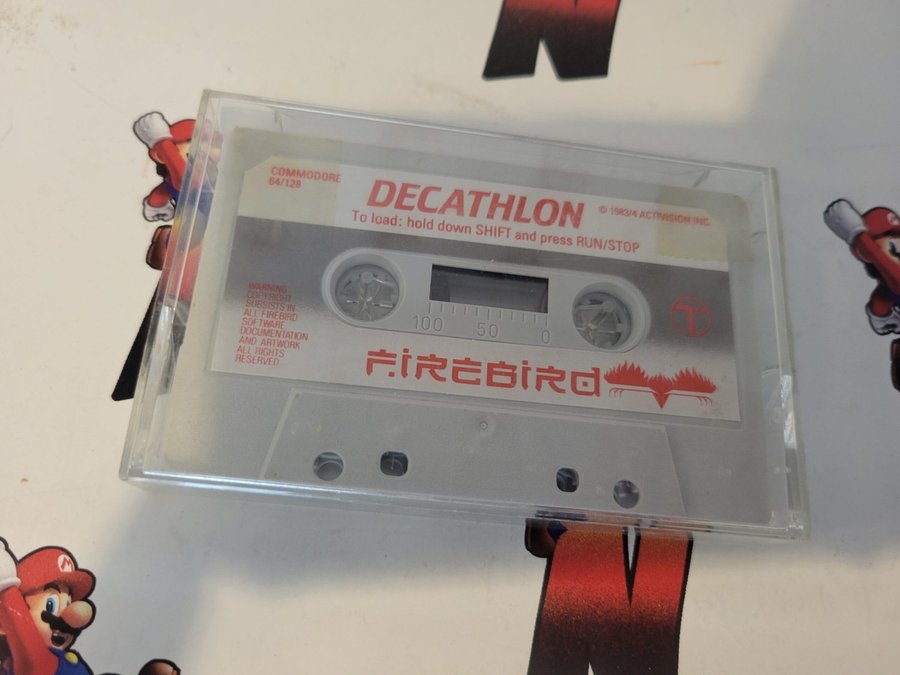 COMMODORE
64/128
DECATHLON
© 1983/4 ACTIVISION INC.
To load: hold down SHIFT and press RUN/STOP
WARNING
COPYRIGHT
SUBSISTS IN
ALL FIREBIRD
SOFTWARE
DOCUMENTATION
AND ARTWORK
ALL RIGHTS
RESERVED
100 50 0
FIREBIRD
M